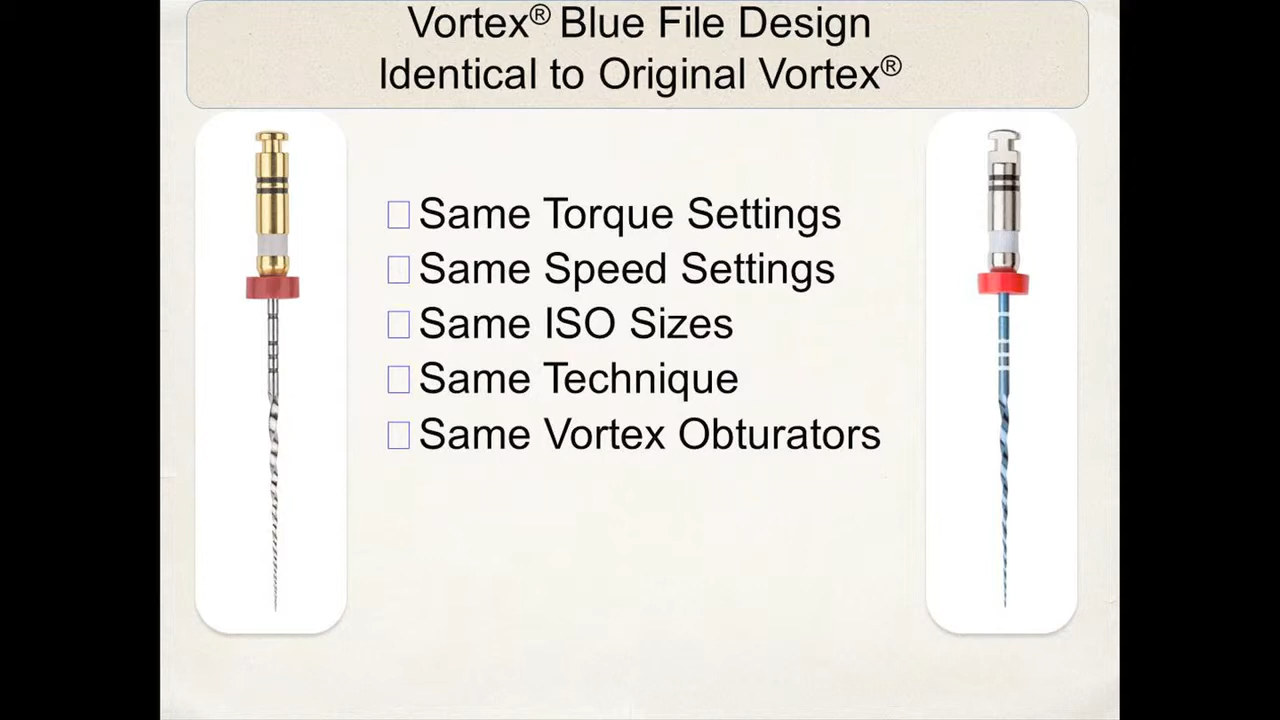 Vortex® Blue File Design
Identical to Original Vortex®
Same Torque Settings
Same Speed Settings
Same ISO Sizes
Same Technique
Same Vortex Obturators